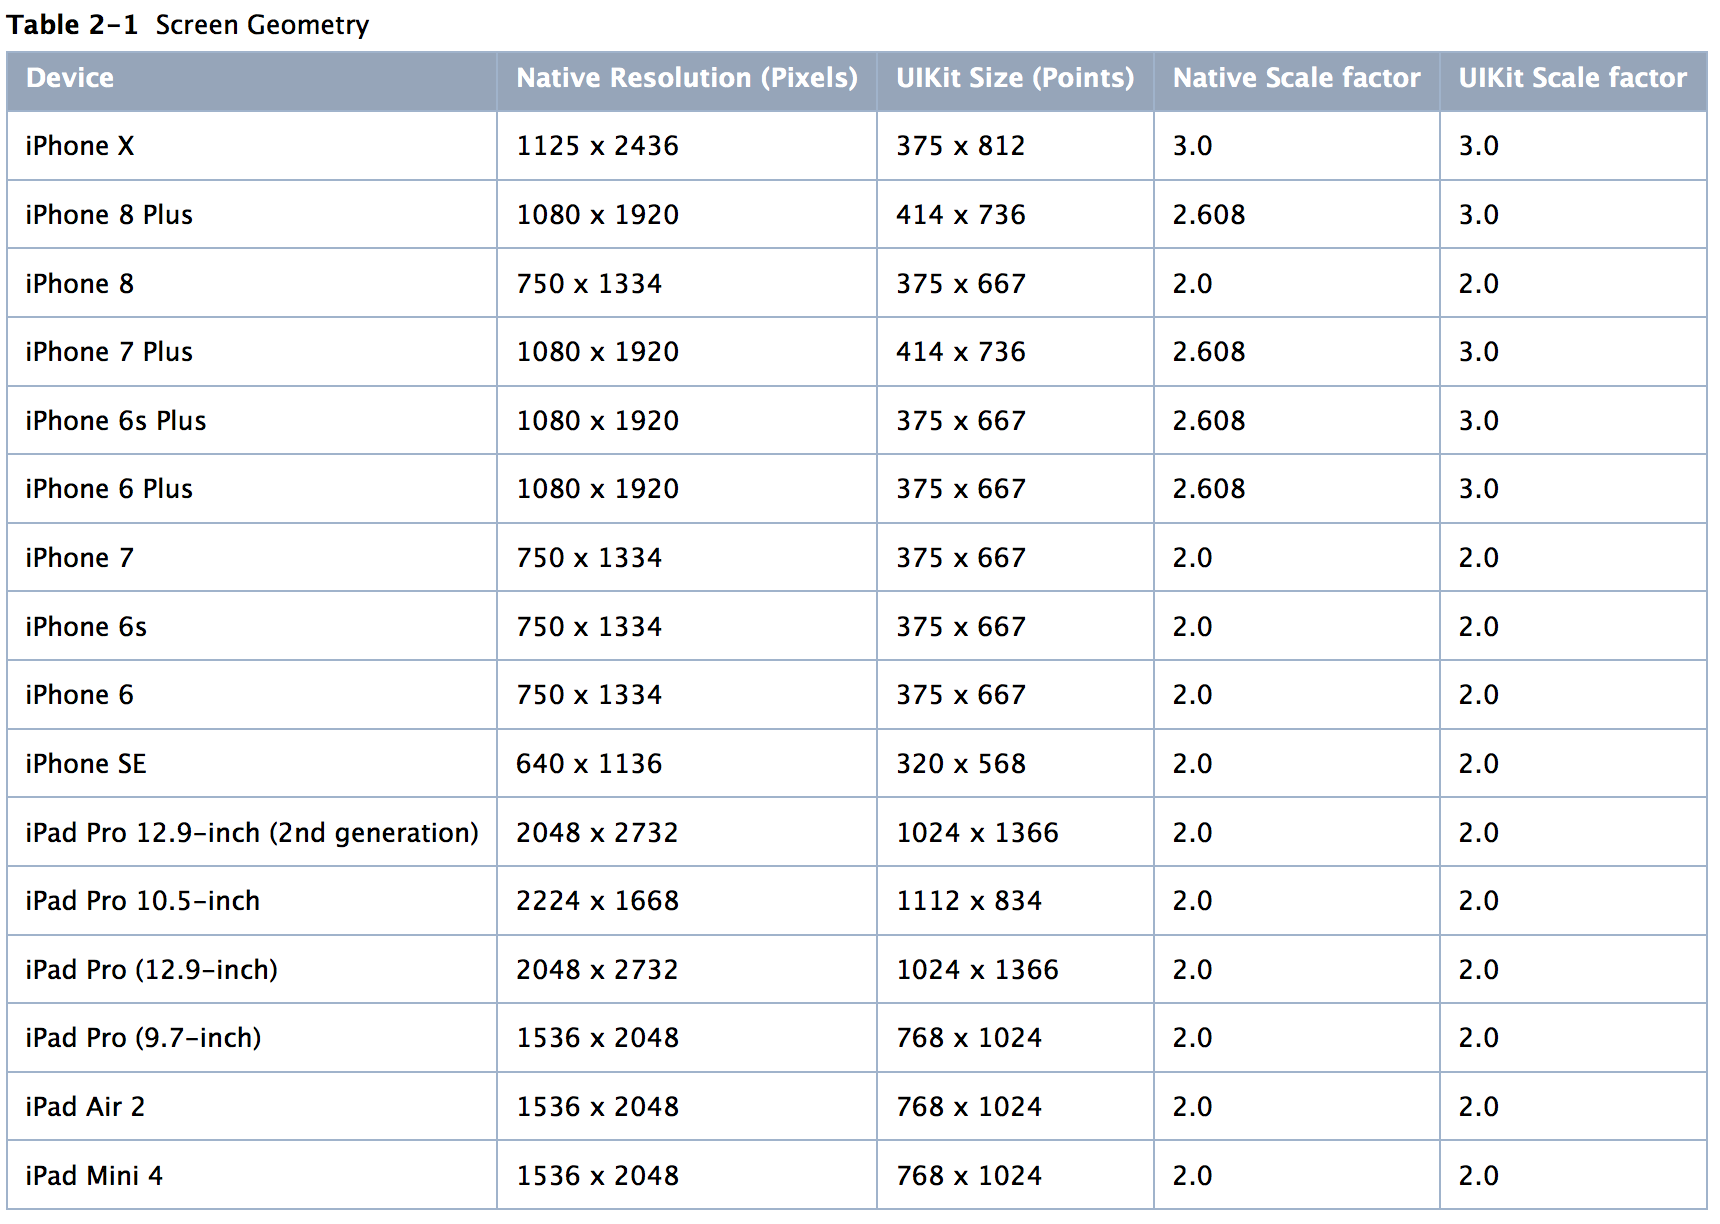 Table 2-1 Screen Geometry
Device Native Resolution (Pixels) UIKit Size (Points) Native Scale factor UIKit Scale factor
iPhone X 1125 x 2436 375 x 812 3.0 3.0
iPhone 8 Plus 1080 x 1920 414 x 736 2.608 3.0
iPhone 8 750 x 1334 375 x 667 2.0 2.0
iPhone 7 Plus 1080 x 1920 414 x 736 2.608 3.0
iPhone 6s Plus 1080 x 1920 375 x 667 2.608 3.0
iPhone 6 Plus 1080 x 1920 375 x 667 2.608 3.0
iPhone 7 750 x 1334 375 x 667 2.0 2.0
iPhone 6s 750 x 1334 375 x 667 2.0 2.0
iPhone 6 750 x 1334 375 x 667 2.0 2.0
iPhone SE 640 x 1136 320 x 568 2.0 2.0
iPad Pro 12.9-inch (2nd generation) 2048 x 2732 1024 x 1366 2.0 2.0
iPad Pro 10.5-inch 2224 x 1668 1112 x 834 2.0 2.0
iPad Pro (12.9-inch) 2048 x 2732 1024 x 1366 2.0 2.0
iPad Pro (9.7-inch) 1536 x 2048 768 x 1024 2.0 2.0
iPad Air 2 1536 x 2048 768 x 1024 2.0 2.0
iPad Mini 4 1536 x 2048 768 x 1024 2.0 2.0